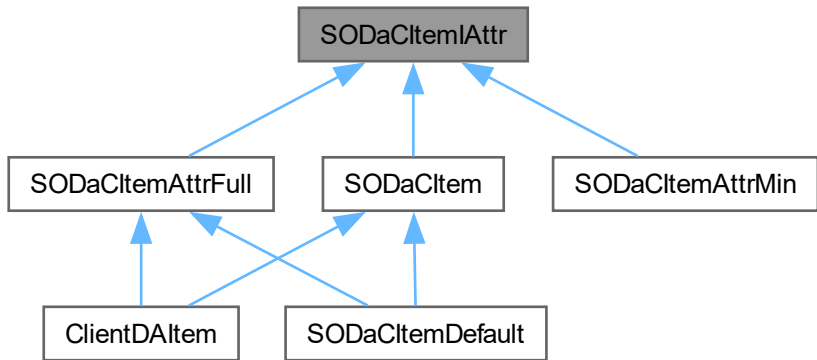 SODaCItemIAttr
SODaCItemAttrFull
SODaCItem
SODaCItemAttrMin
ClientDAItem
SODaCItemDefault